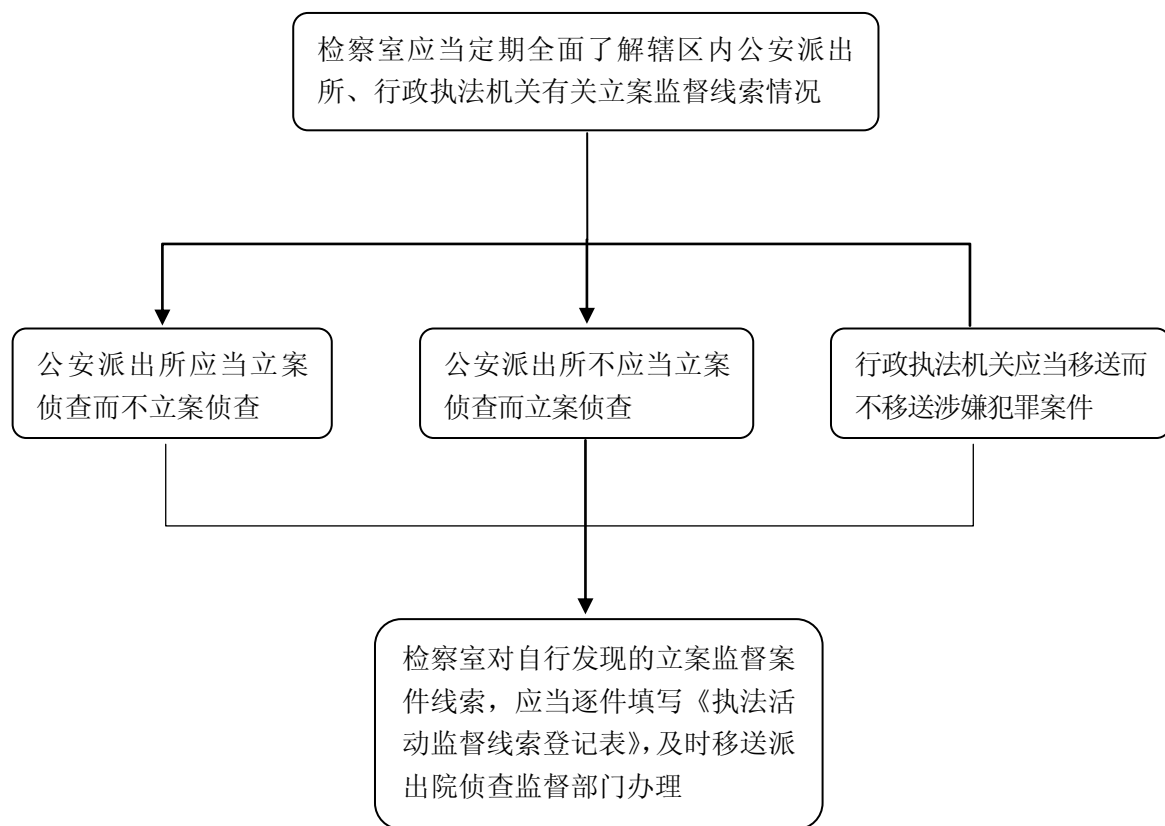 检察室应当定期全面了解辖区内公安派出
所、行政执法机关有关立案监督线索情况
公安派出所应当立案
侦查而不立案侦查
公安派出所不应当立案
侦查而立案侦查
行政执法机关应当移送而
不移送涉嫌犯罪案件
检察室对自行发现的立案监督案
件线索，应当逐件填写《执法活
动监督线索登记表》，及时移送派
出院侦查监督部门办理